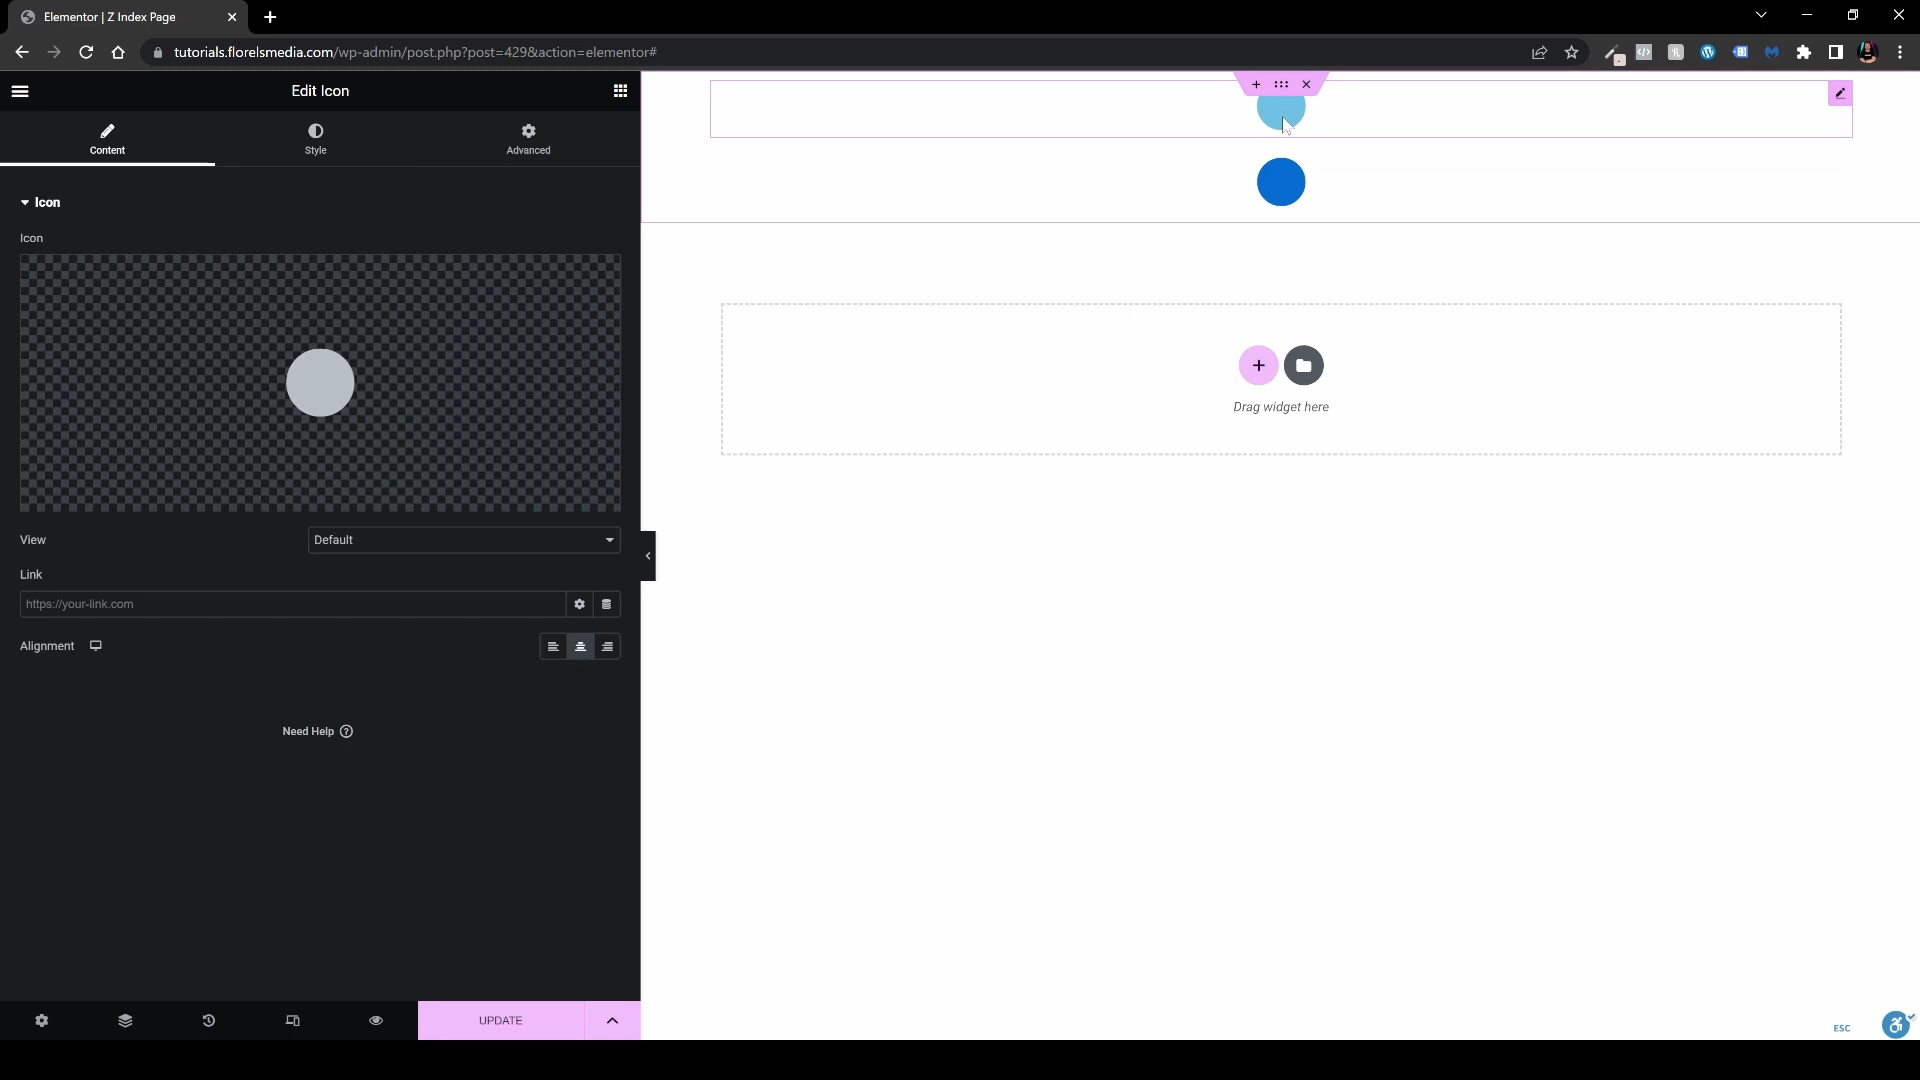 Elementor | Z Index Page
tutorials.florelsmedia.com/wp-admin/post.php?post=429&action=elementor#
Edit Icon
Content
Style
Advanced
Icon
Icon
View
Default
Link
https://your-link.com
Alignment
Need Help
UPDATE
Drag widget here
ESC